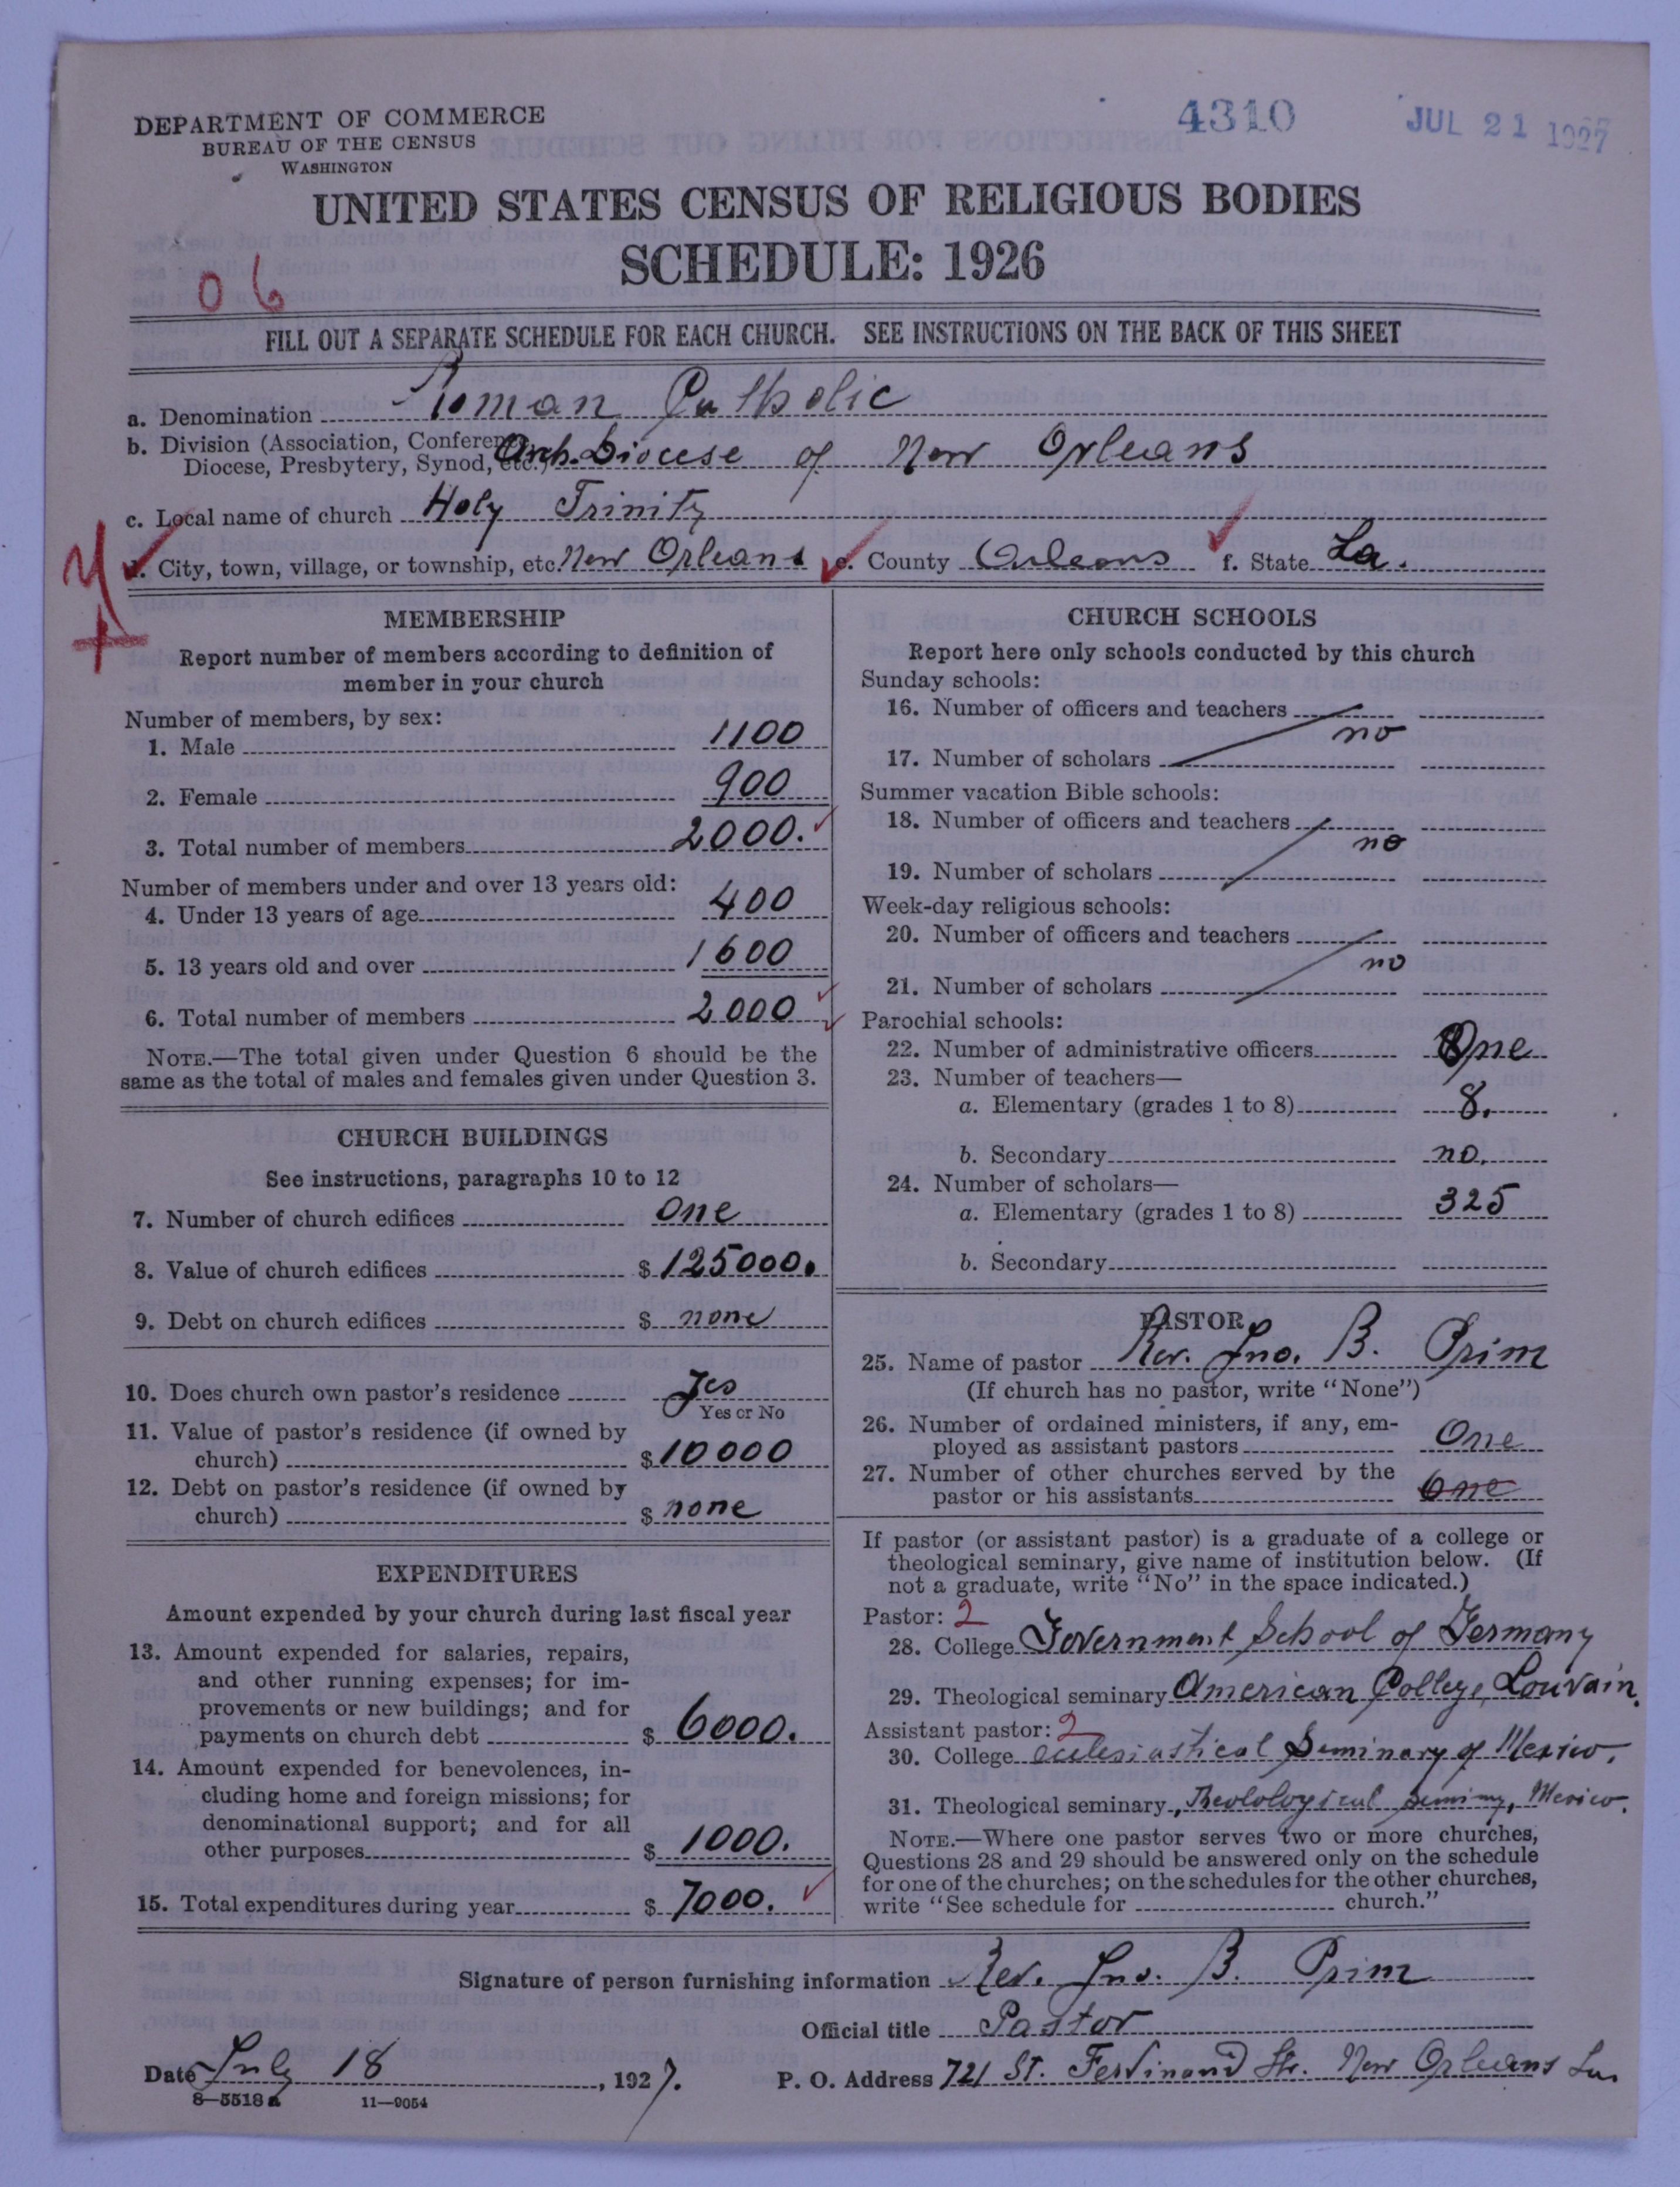 DEPARTMENT OF COMMERCE
BUREAU OF THE CENSUS
WASHINGTON
4310
JUL 21 1927
UNITED STATES CENSUS OF RELIGIOUS BODIES
SCHEDULE: 1926
06
FILL OUT A SEPARATE SCHEDULE FOR EACH CHURCH. SEE INSTRUCTIONS ON THE BACK OF THIS SHEET
a. Denomination Roman Catholic
b. Division (Association, Conference,
Diocese, Presbytery, Synod, etc.) Arch. Diocese of New Orleans
c. Local name of church Holy Trinity
d. City, town, village, or township, etc. New Orleans e. County Orleans f. State La.
MEMBERSHIP
Report number of members according to definition of
member in your church
Number of members, by sex:
1. Male 1100
2. Female 900
3. Total number of members 2000.
Number of members under and over 13 years old:
4. Under 13 years of age 400
5. 13 years old and over 1600
6. Total number of members 2000
NOTE.—The total given under Question 6 should be the
same as the total of males and females given under Question 3.
CHURCH BUILDINGS
See instructions, paragraphs 10 to 12
7. Number of church edifices One
8. Value of church edifices $125000.
9. Debt on church edifices $ none
10. Does church own pastor's residence Yes
Yes or No
11. Value of pastor's residence (if owned by
church) $10000
12. Debt on pastor's residence (if owned by
church) $ none
EXPENDITURES
Amount expended by your church during last fiscal year
13. Amount expended for salaries, repairs,
and other running expenses; for im-
provements or new buildings; and for
payments on church debt $ 6000.
14. Amount expended for benevolences, in-
cluding home and foreign missions; for
denominational support; and for all
other purposes $ 1000.
15. Total expenditures during year $ 7000.
CHURCH SCHOOLS
Report here only schools conducted by this church
Sunday schools:
16. Number of officers and teachers
no
17. Number of scholars
Summer vacation Bible schools:
18. Number of officers and teachers
no
19. Number of scholars
Week-day religious schools:
20. Number of officers and teachers
no
21. Number of scholars
Parochial schools:
22. Number of administrative officers One
23. Number of teachers—
a. Elementary (grades 1 to 8) 8.
b. Secondary no.
24. Number of scholars—
a. Elementary (grades 1 to 8) 325
b. Secondary
PASTOR
25. Name of pastor Rev. Jno. B. Prim
(If church has no pastor, write "None")
26. Number of ordained ministers, if any, em-
ployed as assistant pastors One
27. Number of other churches served by the
pastor or his assistants One
If pastor (or assistant pastor) is a graduate of a college or
theological seminary, give name of institution below. (If
not a graduate, write "No" in the space indicated.)
Pastor: 2
28. College Government School of Germany
29. Theological seminary American College, Louvain.
Assistant pastor: 2
30. College ecclesiastical Seminary of Mexico.
31. Theological seminary, Theolological Seminy, Mexico.
NOTE.—Where one pastor serves two or more churches,
Questions 28 and 29 should be answered only on the schedule
for one of the churches; on the schedules for the other churches,
write "See schedule for church."
Signature of person furnishing information Rev. Jno. B. Prim
Official title Pastor
Date July 18, 1927. P. O. Address 721 St. Ferdinand Str. New Orleans La.
8—5518 a 11—9054